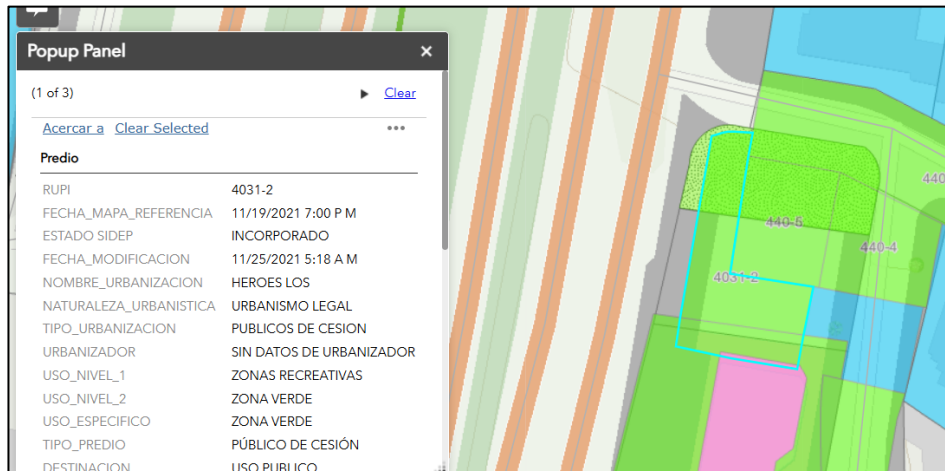 Popup Panel ×
(1 of 3) Clear
Acercar a Clear Selected
Predio
RUPI 4031-2
FECHA_MAPA_REFERENCIA 11/19/2021 7:00 P M
ESTADO SIDEP INCORPORADO
FECHA_MODIFICACION 11/25/2021 5:18 A M
NOMBRE_URBANIZACION HEROES LOS
NATURALEZA_URBANISTICA URBANISMO LEGAL
TIPO_URBANIZACION PUBLICOS DE CESION
URBANIZADOR SIN DATOS DE URBANIZADOR
USO_NIVEL_1 ZONAS RECREATIVAS
USO_NIVEL_2 ZONA VERDE
USO_ESPECIFICO ZONA VERDE
TIPO_PREDIO PÚBLICO DE CESIÓN
DESTINACION USO PUBLICO
440
440-5
440-4
4031-2